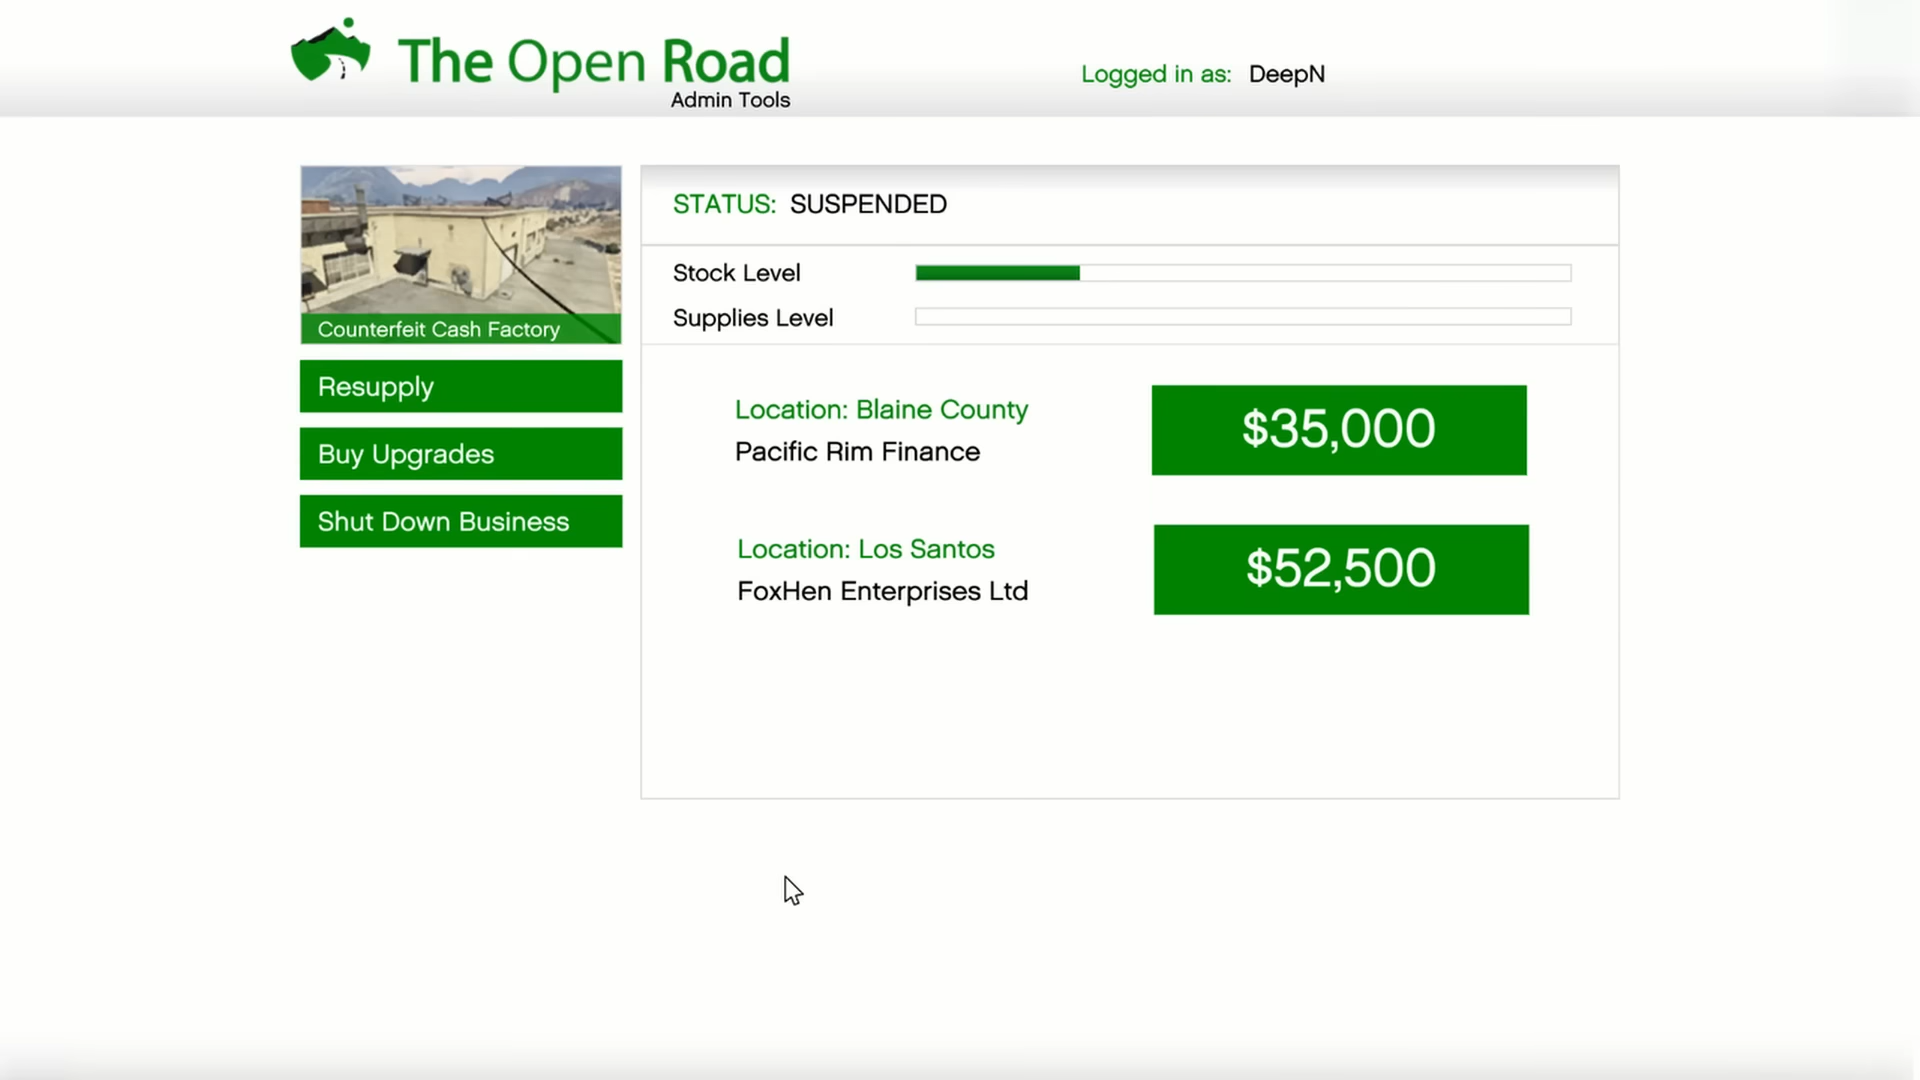 The Open Road
Admin Tools
Logged in as: DeepN
Counterfeit Cash Factory
Resupply
Buy Upgrades
Shut Down Business
STATUS: SUSPENDED
Stock Level
Supplies Level
Location: Blaine County
Pacific Rim Finance
$35,000
Location: Los Santos
FoxHen Enterprises Ltd
$52,500